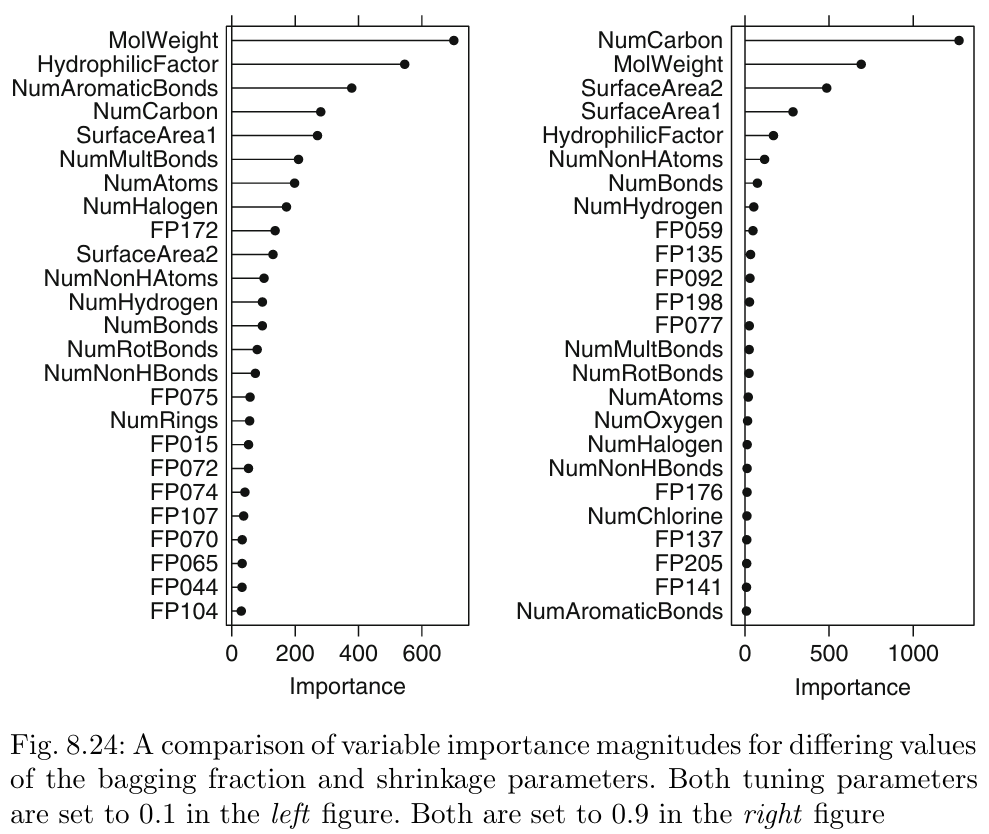 MolWeight
HydrophilicFactor
NumAromaticBonds
NumCarbon
SurfaceArea1
NumMultBonds
NumAtoms
NumHalogen
FP172
SurfaceArea2
NumNonHAtoms
NumHydrogen
NumBonds
NumRotBonds
NumNonHBonds
FP075
NumRings
FP015
FP072
FP074
FP107
FP070
FP065
FP044
FP104
0 200 400 600
Importance
NumCarbon
MolWeight
SurfaceArea2
SurfaceArea1
HydrophilicFactor
NumNonHAtoms
NumBonds
NumHydrogen
FP059
FP135
FP092
FP198
FP077
NumMultBonds
NumRotBonds
NumAtoms
NumOxygen
NumHalogen
NumNonHBonds
FP176
NumChlorine
FP137
FP205
FP141
NumAromaticBonds
0 500 1000
Importance
Fig. 8.24: A comparison of variable importance magnitudes for differing values
of the bagging fraction and shrinkage parameters. Both tuning parameters
are set to 0.1 in the left figure. Both are set to 0.9 in the right figure